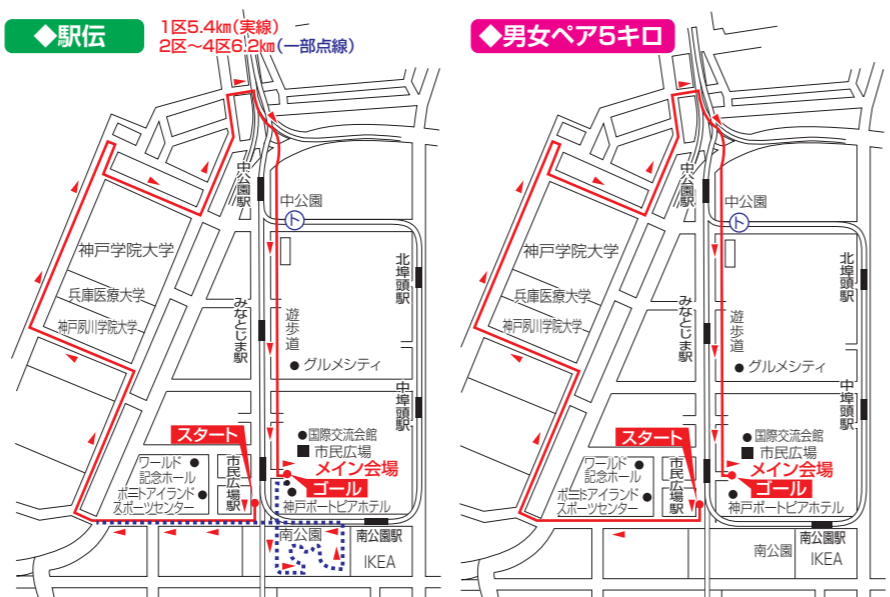 ◆駅伝
1区5.4km(実線)
2区〜4区6.2km(一部点線)
中公園駅
中公園
ト
神戸学院大学
兵庫医療大学
神戸夙川学院大学
みなとじま駅
遊歩道
北埠頭駅
グルメシティ
中埠頭駅
スタート
国際交流会館
市民広場
メイン会場
ゴール
ワールド
記念ホール
ポートアイランド
スポーツセンター
市民広場駅
神戸ポートピアホテル
南公園
南公園駅
IKEA
◆男女ペア5キロ
中公園駅
中公園
ト
神戸学院大学
兵庫医療大学
神戸夙川学院大学
みなとじま駅
遊歩道
北埠頭駅
グルメシティ
中埠頭駅
スタート
国際交流会館
市民広場
メイン会場
ゴール
ワールド
記念ホール
ポートアイランド
スポーツセンター
市民広場駅
神戸ポートピアホテル
南公園
南公園駅
IKEA